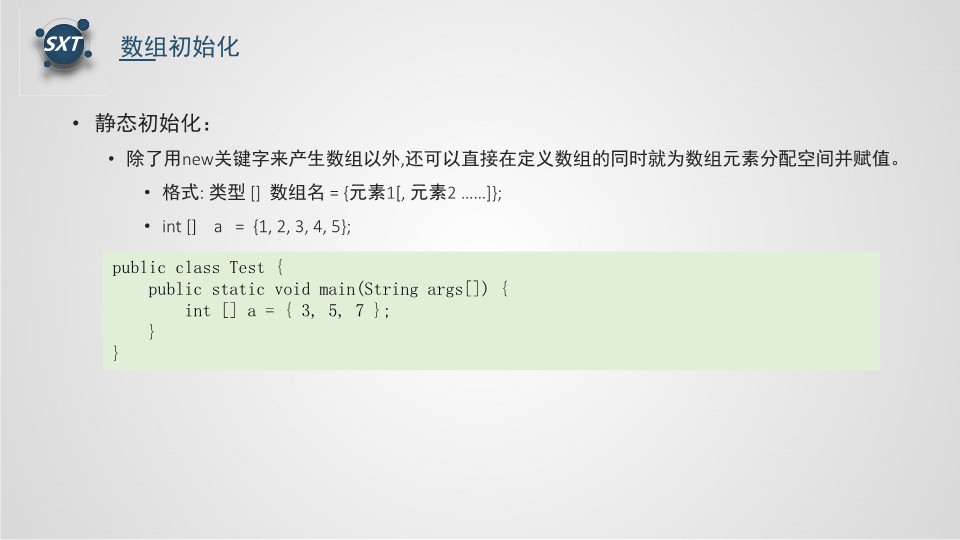 SXT
数组初始化
• 静态初始化：
• 除了用new关键字来产生数组以外,还可以直接在定义数组的同时就为数组元素分配空间并赋值。
• 格式: 类型 [] 数组名 = {元素1[, 元素2 ……]};
• int [] a = {1, 2, 3, 4, 5};
public class Test {
    public static void main(String args[]) {
        int [] a = { 3, 5, 7 };
    }
}